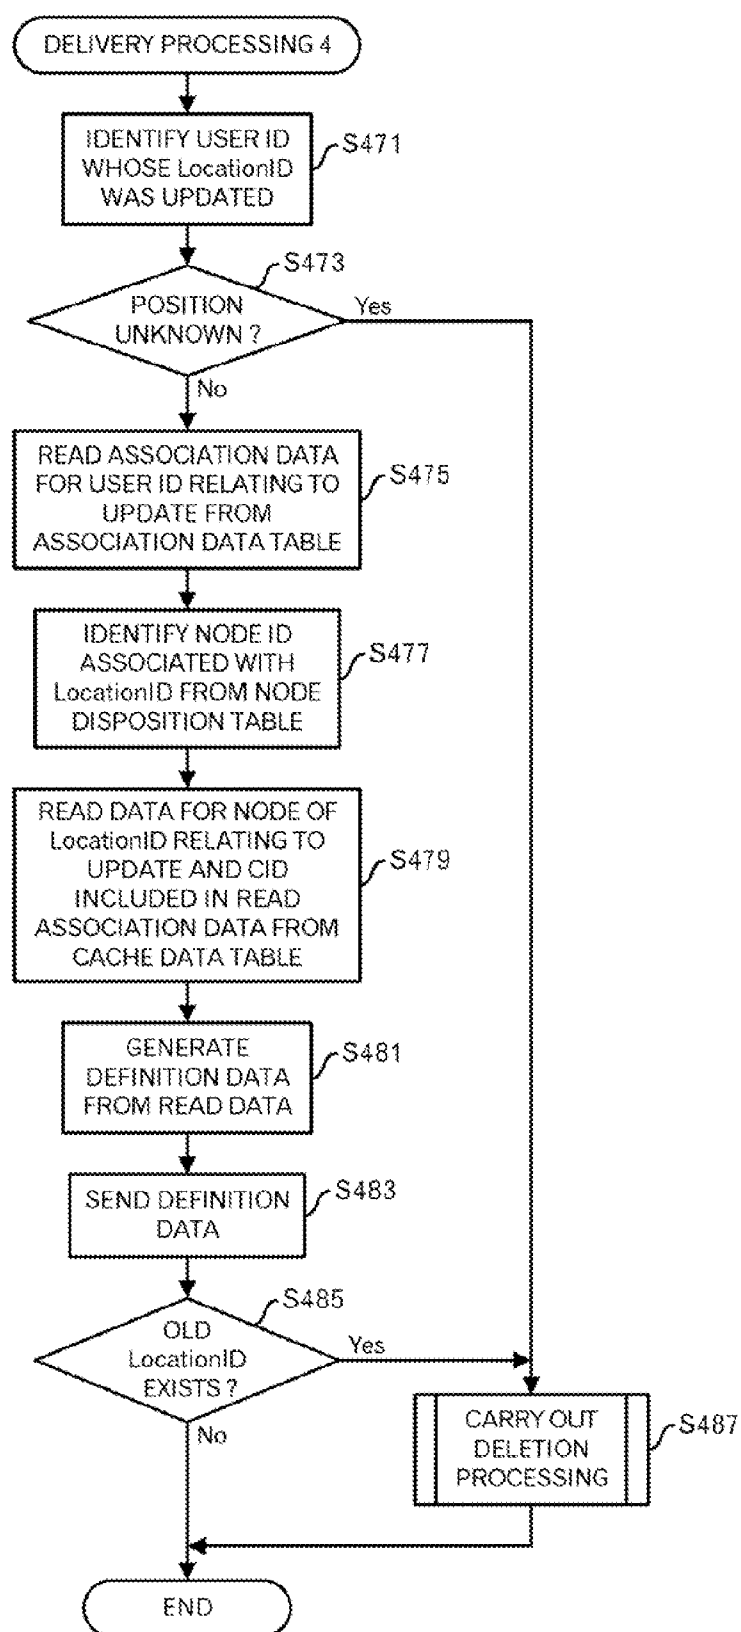 DELIVERY PROCESSING 4
IDENTIFY USER ID
WHOSE LocationID
WAS UPDATED
S471
S473
POSITION
UNKNOWN ?
Yes
No
READ ASSOCIATION DATA
FOR USER ID RELATING TO
UPDATE FROM
ASSOCIATION DATA TABLE
S475
IDENTIFY NODE ID
ASSOCIATED WITH
LocationID FROM NODE
DISPOSITION TABLE
S477
READ DATA FOR NODE OF
LocationID RELATING TO
UPDATE AND CID
INCLUDED IN READ
ASSOCIATION DATA FROM
CACHE DATA TABLE
S479
GENERATE
DEFINITION DATA
FROM READ DATA
S481
SEND DEFINITION
DATA
S483
S485
OLD
LocationID
EXISTS ?
Yes
No
CARRY OUT
DELETION
PROCESSING
S487
END